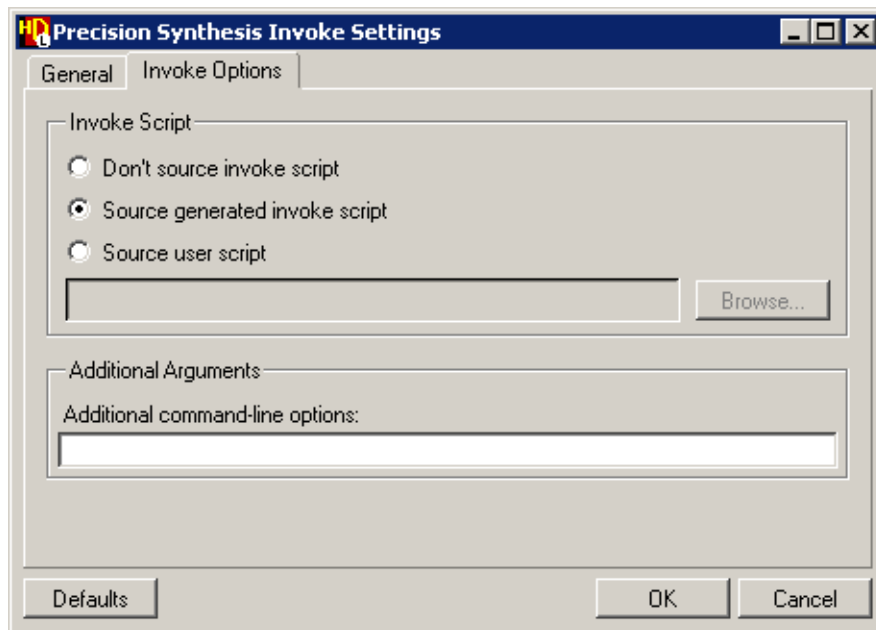 HD L Precision Synthesis Invoke Settings
General Invoke Options
Invoke Script
Don't source invoke script
Source generated invoke script
Source user script
Browse...
Additional Arguments
Additional command-line options:
Defaults OK Cancel